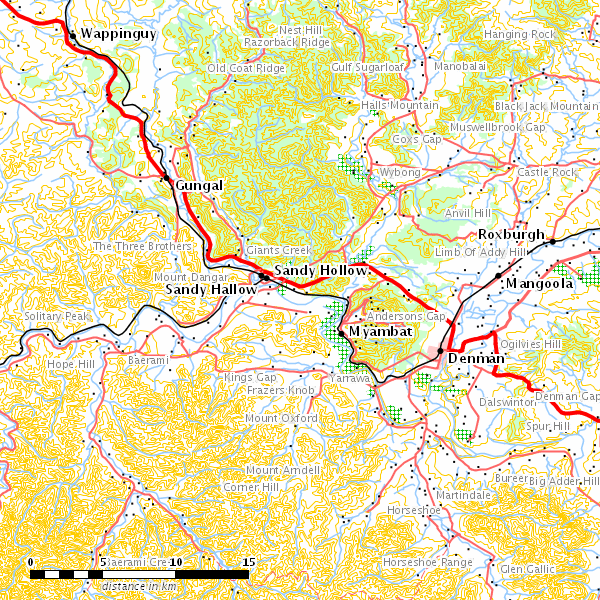 Nest Hill
Wappinguy
Hanging Rock
Razorback Ridge
Old Coat Ridge
Gulf Sugarloaf
Manobalai
Halls Mountain
Black Jack Mountain
Muswellbrook Gap
Coxs Gap
Wybong
Castle Rock
Gungal
Anvil Hill
Roxburgh
The Three Brothers
Giants Creek
Limb Of Addy Hill
Sandy Hollow
Mount Dangar
Sandy Hallow
Mangoola
Solitary Peak
Andersons Gap
Myambat
Ogilvies Hill
Hope Hill
Baerami
Denman
Kings Gap
Yarrawa
Frazers Knob
Denman Gap
Dalswinton
Mount Oxford
Spur Hill
Mount Arndell
Bureen
Big Adder Hill
Corner Hill
Martindale
Horseshoe
Baerami Creek
Horseshoe Range
Glen Gallic
0 5 10 15
distance in km